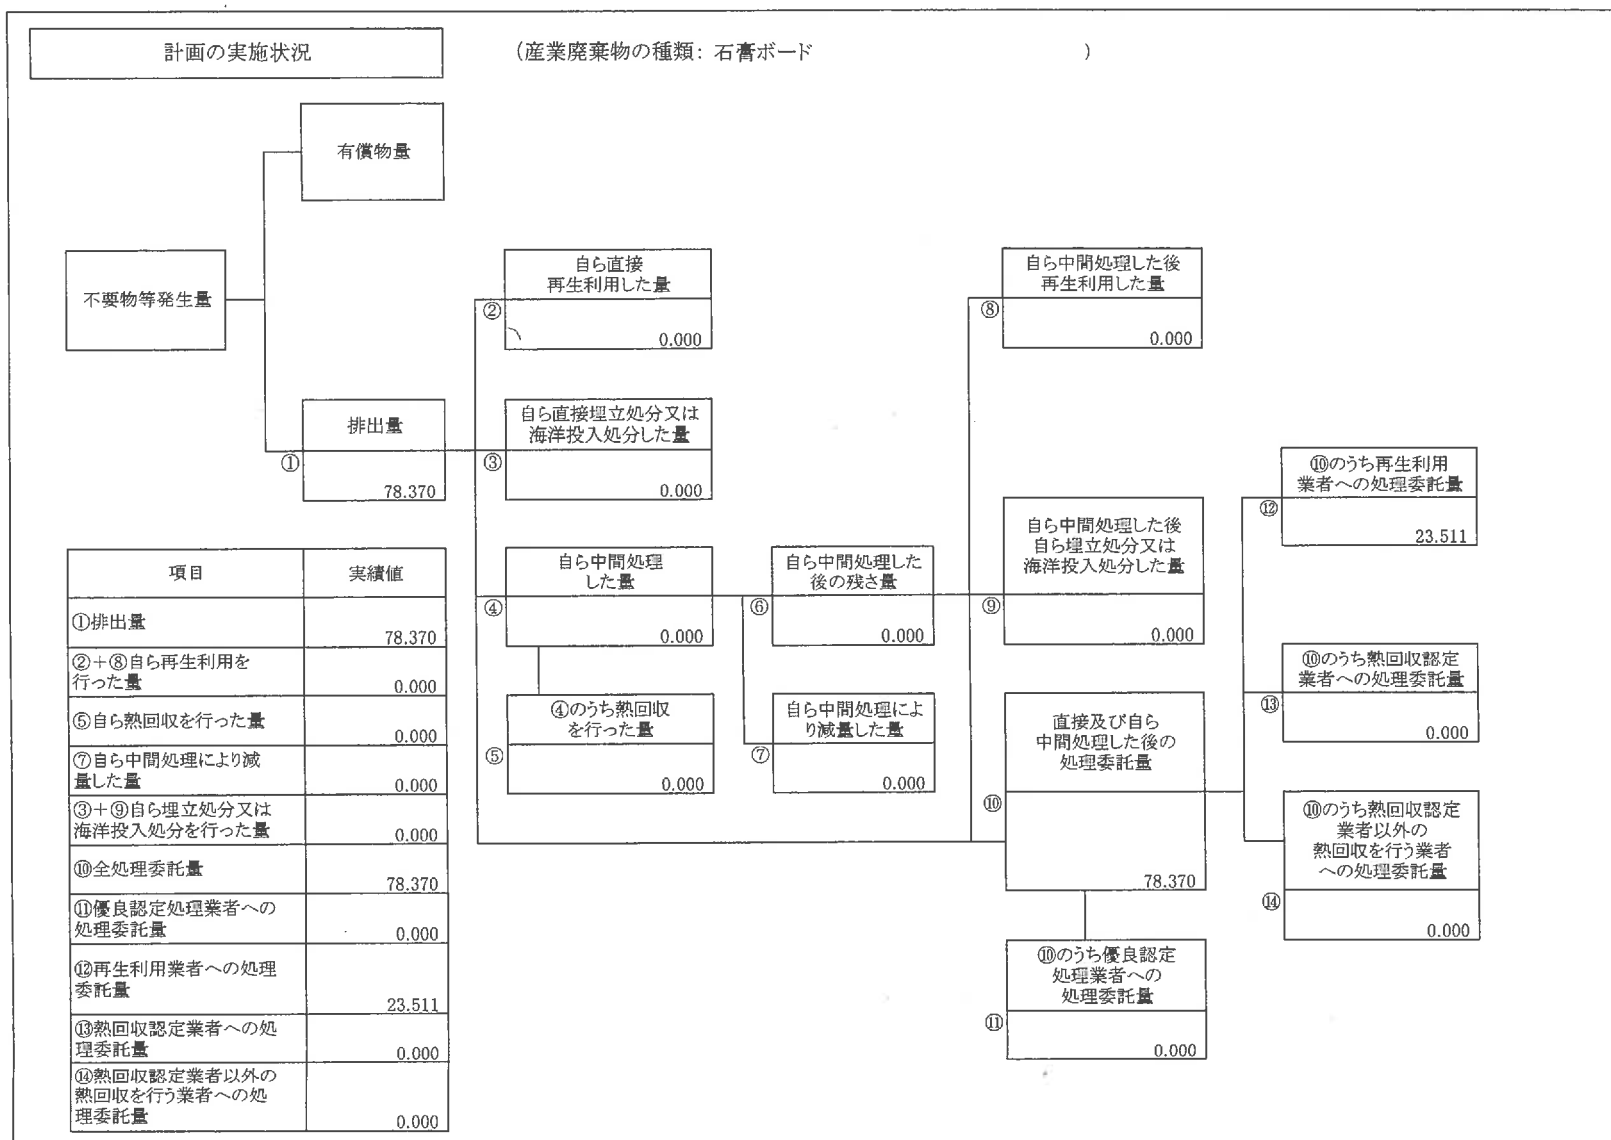 計画の実施状況
(産業廃棄物の種類: 石膏ボード )
有償物量
不要物等発生量
自ら直接
再生利用した量
②
0.000
自ら中間処理した後
再生利用した量
⑧
0.000
排出量
①
78.370
自ら直接埋立処分又は
海洋投入処分した量
③
0.000
⑩のうち再生利用
業者への処理委託量
⑫
23.511
自ら中間処理
した量
④
0.000
自ら中間処理した
後の残さ量
⑥
0.000
自ら中間処理した後
自ら埋立処分又は
海洋投入処分した量
⑨
0.000
⑩のうち熱回収認定
業者への処理委託量
⑬
0.000
④のうち熱回収
を行った量
⑤
0.000
自ら中間処理によ
り減量した量
⑦
0.000
直接及び自ら
中間処理した後の
処理委託量
⑩
78.370
⑩のうち熱回収認定
業者以外の
熱回収を行う業者
への処理委託量
⑭
0.000
⑩のうち優良認定
処理業者への
処理委託量
⑪
0.000
項目 実績値
①排出量
78.370
②+⑧自ら再生利用を
行った量 0.000
⑤自ら熱回収を行った量
0.000
⑦自ら中間処理により減
量した量 0.000
③+⑨自ら埋立処分又は
海洋投入処分を行った量 0.000
⑩全処理委託量
78.370
⑪優良認定処理業者への
処理委託量 0.000
⑫再生利用業者への処理
委託量
23.511
⑬熱回収認定業者への処
理委託量 0.000
⑭熱回収認定業者以外の
熱回収を行う業者への処
理委託量 0.000